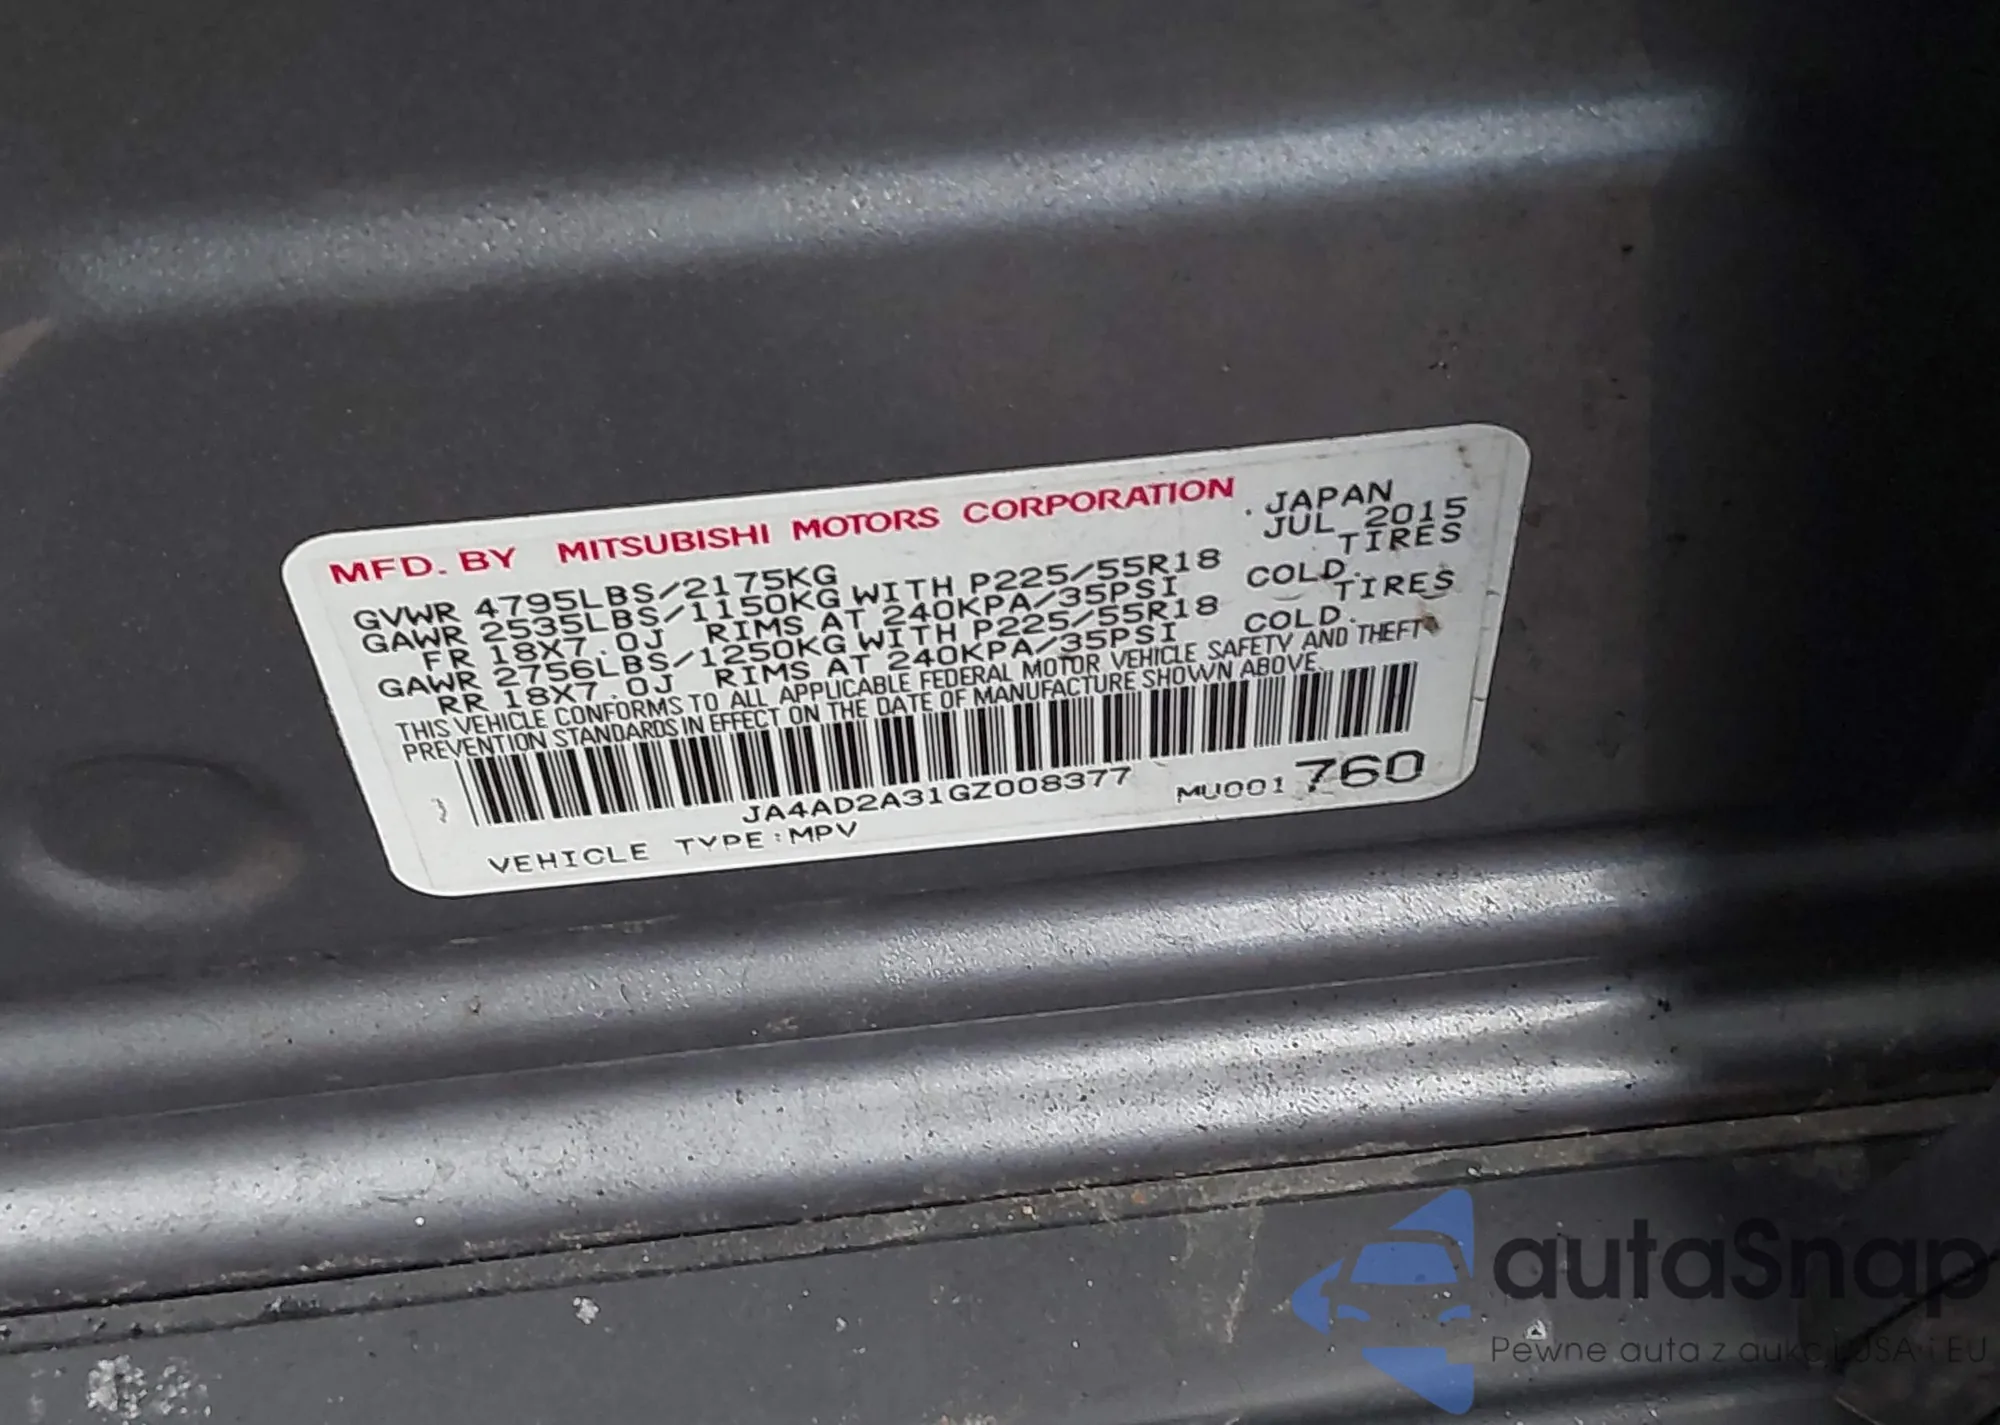 MFD. BY MITSUBISHI MOTORS CORPORATION . JAPAN
JUL 2015
GVWR 4795LBS/2175KG
GAWR 2535LBS/1150KG WITH P225/55R18 TIRES
FR 18X7.0J RIMS AT 240KPA/35PSI COLD.
GAWR 2756LBS/1250KG WITH P225/55R18 TIRES
RR 18X7.0J RIMS AT 240KPA/35PSI COLD.
THIS VEHICLE CONFORMS TO ALL APPLICABLE FEDERAL MOTOR VEHICLE SAFETY AND THEFT
PREVENTION STANDARDS IN EFFECT ON THE DATE OF MANUFACTURE SHOWN ABOVE.
JA4AD2A31GZ008377 MU001 760
VEHICLE TYPE:MPV
autaSnap
Pewne auta z aukcji USA i EU